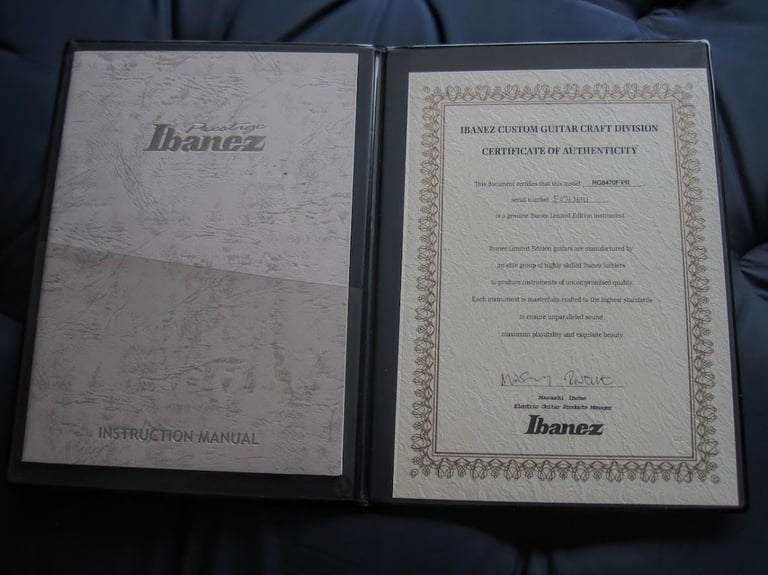 Prestige
Ibanez
INSTRUCTION MANUAL
IBANEZ CUSTOM GUITAR CRAFT DIVISION
CERTIFICATE OF AUTHENTICITY
This document certifies that this model RG8470F-PR
serial number
is a genuine Ibanez Limited Edition instrument
Ibanez Limited Edition guitars are manufactured by
an elite group of highly skilled Ibanez luthiers
to produce instruments of uncompromised quality.
Each instrument is masterfully crafted to the highest standards
to ensure unparalleled sound
maximum playability and exquisite beauty
Electric Guitar Products Manager
Ibanez